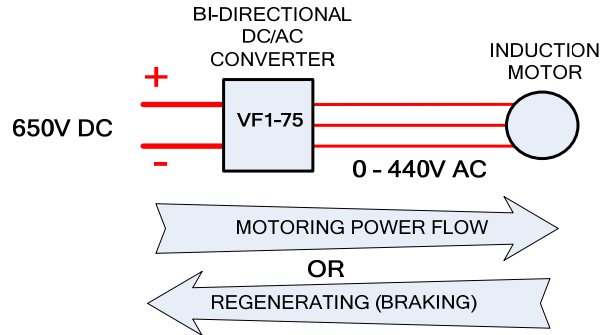 BI-DIRECTIONAL
DC/AC
CONVERTER
INDUCTION
MOTOR
+
650V DC
VF1-75
-
0 - 440V AC
MOTORING POWER FLOW
OR
REGENERATING (BRAKING)